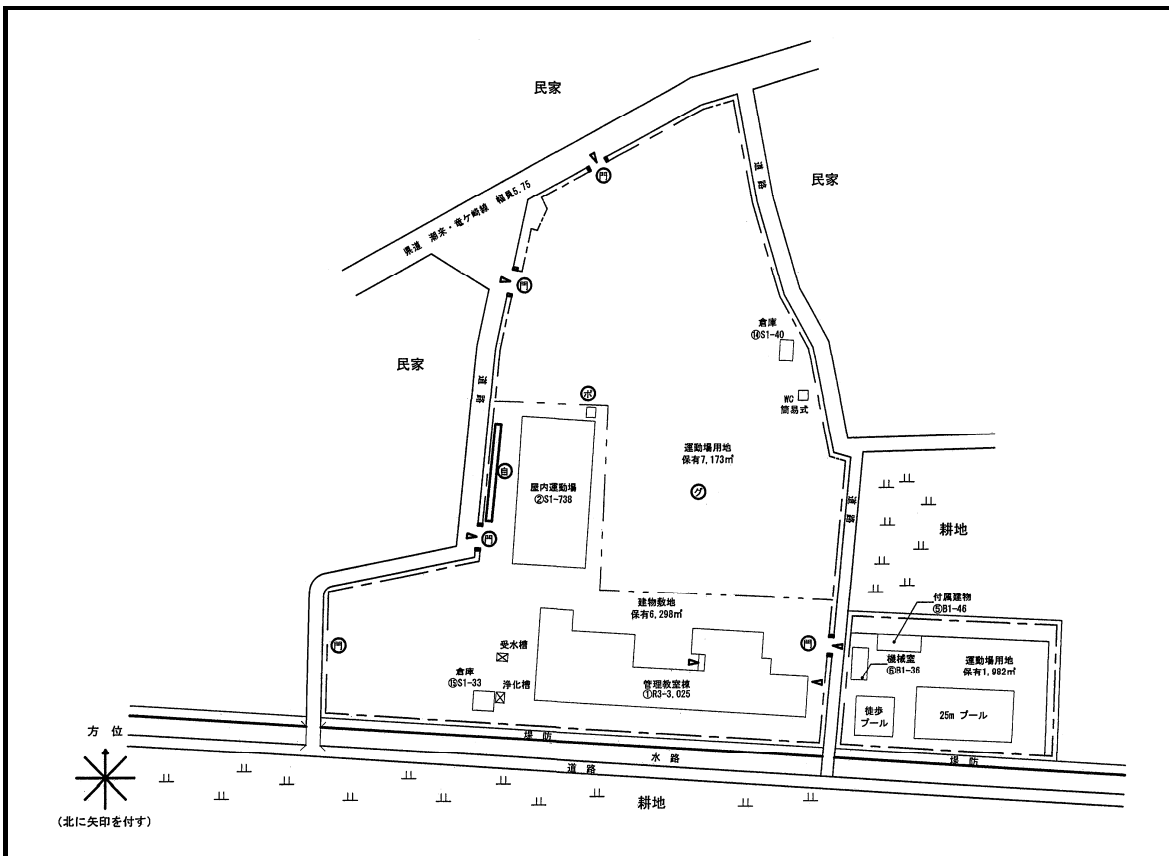 民家
門
道路
民家
県道 潮来・竜ケ崎線 幅員5.75
門
倉庫
⑭S1-40
民家
道路
ポ
WC
簡易式
運動場用地
保有7,173㎡
自
屋内運動場
②S1-738
グ
道路
耕地
門
付属建物
⑤B1-46
建物敷地
保有6,298㎡
門
門
受水槽
機械室
⑥B1-36
運動場用地
保有1,982㎡
倉庫
⑮S1-33
浄化槽
管理教室棟
①R3-3,025
徒歩
プール
25m プール
方 位
堤 防
水 路
堤 防
道 路
耕地
(北に矢印を付す)